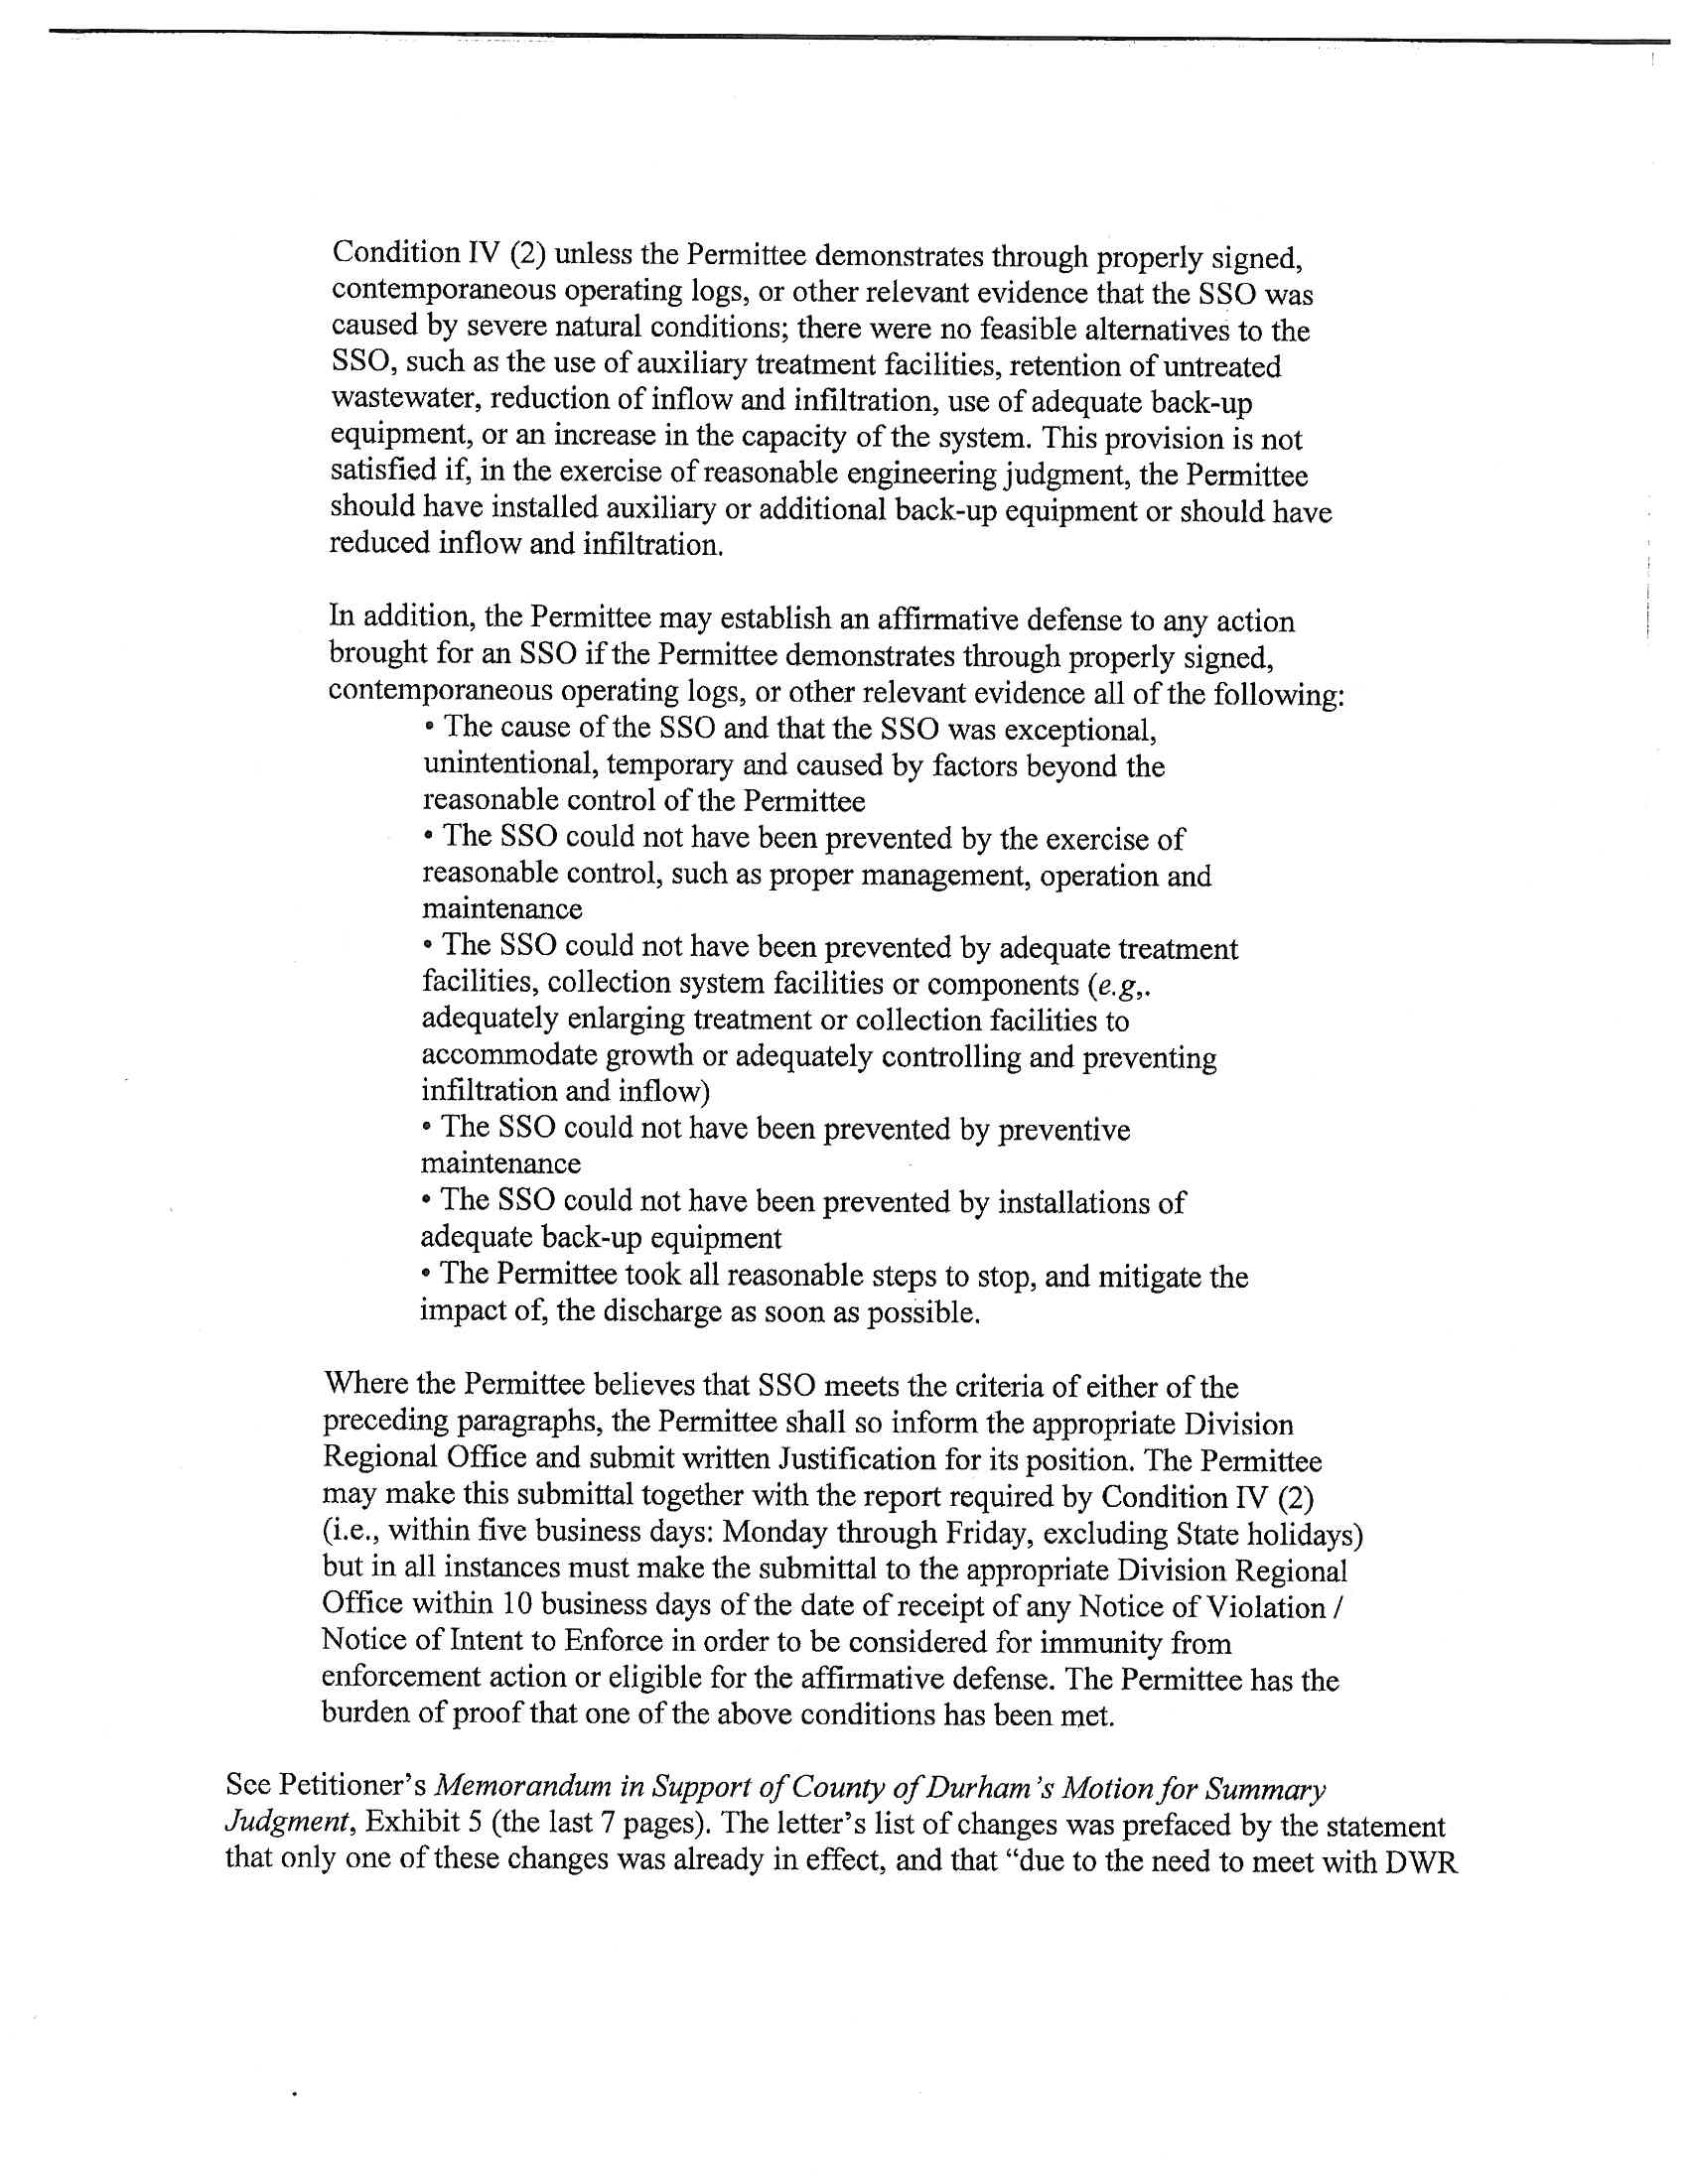 Condition IV (2) unless the Permittee demonstrates through properly signed,
contemporaneous operating logs, or other relevant evidence that the SSO was
caused by severe natural conditions; there were no feasible alternatives to the
SSO, such as the use of auxiliary treatment facilities, retention of untreated
wastewater, reduction of inflow and infiltration, use of adequate back-up
equipment, or an increase in the capacity of the system. This provision is not
satisfied if, in the exercise of reasonable engineering judgment, the Permittee
should have installed auxiliary or additional back-up equipment or should have
reduced inflow and infiltration.
In addition, the Permittee may establish an affirmative defense to any action
brought for an SSO if the Permittee demonstrates through properly signed,
contemporaneous operating logs, or other relevant evidence all of the following:
• The cause of the SSO and that the SSO was exceptional,
unintentional, temporary and caused by factors beyond the
reasonable control of the Permittee
• The SSO could not have been prevented by the exercise of
reasonable control, such as proper management, operation and
maintenance
• The SSO could not have been prevented by adequate treatment
facilities, collection system facilities or components (e.g,.
adequately enlarging treatment or collection facilities to
accommodate growth or adequately controlling and preventing
infiltration and inflow)
• The SSO could not have been prevented by preventive
maintenance
• The SSO could not have been prevented by installations of
adequate back-up equipment
• The Permittee took all reasonable steps to stop, and mitigate the
impact of, the discharge as soon as possible.
Where the Permittee believes that SSO meets the criteria of either of the
preceding paragraphs, the Permittee shall so inform the appropriate Division
Regional Office and submit written Justification for its position. The Permittee
may make this submittal together with the report required by Condition IV (2)
(i.e., within five business days: Monday through Friday, excluding State holidays)
but in all instances must make the submittal to the appropriate Division Regional
Office within 10 business days of the date of receipt of any Notice of Violation /
Notice of Intent to Enforce in order to be considered for immunity from
enforcement action or eligible for the affirmative defense. The Permittee has the
burden of proof that one of the above conditions has been met.
See Petitioner's Memorandum in Support of County of Durham's Motion for Summary
Judgment, Exhibit 5 (the last 7 pages). The letter's list of changes was prefaced by the statement
that only one of these changes was already in effect, and that "due to the need to meet with DWR